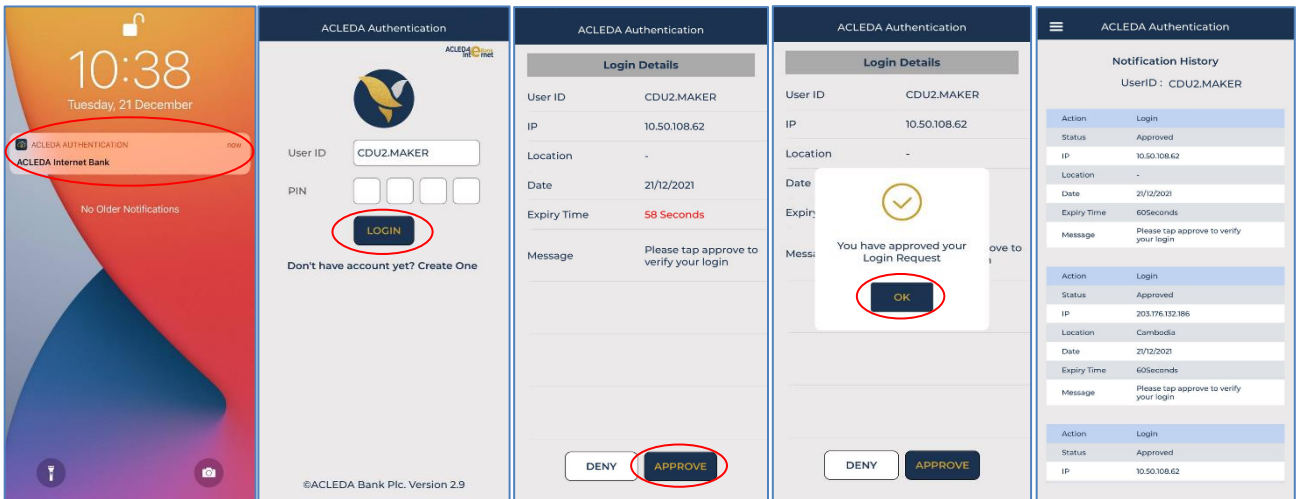 10:38
Tuesday, 21 December
ACLEDA AUTHENTICATION now
ACLEDA Internet Bank
No Older Notifications
ACLEDA Authentication
User ID CDU2.MAKER
PIN
LOGIN
Don't have account yet? Create One
©ACLEDA Bank Plc. Version 2.9
ACLEDA Authentication
Login Details
User ID CDU2.MAKER
IP 10.50.108.62
Location -
Date 21/12/2021
Expiry Time 58 Seconds
Message Please tap approve to
verify your login
DENY APPROVE
ACLEDA Authentication
Login Details
User ID CDU2.MAKER
IP 10.50.108.62
Location -
Date
Expiry
You have approved your
Messa ove to
Login Request
OK
DENY APPROVE
ACLEDA Authentication
Notification History
UserID : CDU2.MAKER
Action Login
Status Approved
IP 10.50.108.62
Location -
Date 21/12/2021
Expiry Time 60Seconds
Message Please tap approve to verify
your login
Action Login
Status Approved
IP 203.176.132.186
Location Cambodia
Date 21/12/2021
Expiry Time 60Seconds
Message Please tap approve to verify
your login
Action Login
Status Approved
IP 10.50.108.62